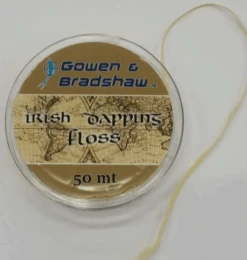 Gowen &
Bradshaw
Irish Dapping
floss
50 mt